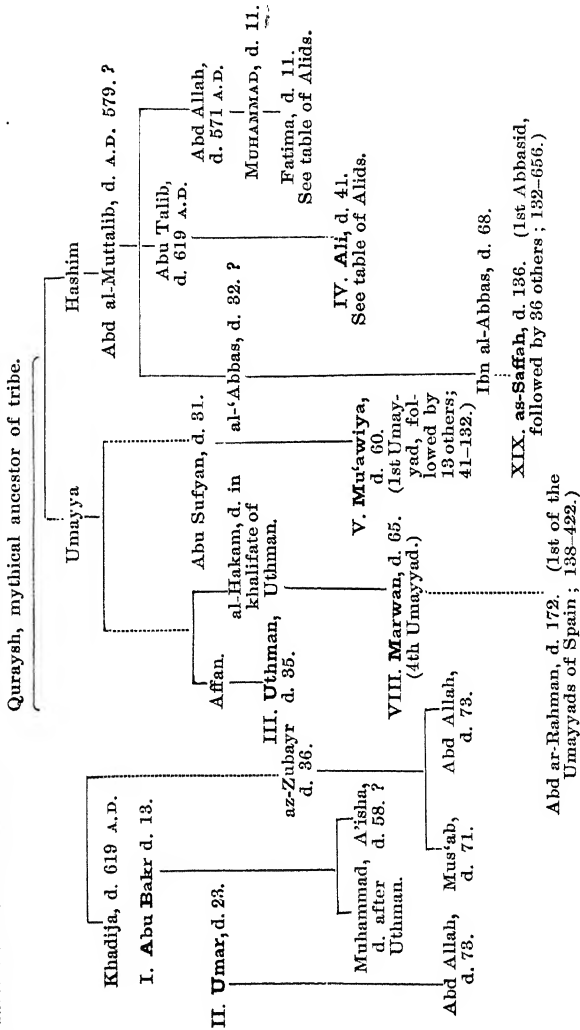 Quraysh, mythical ancestor of tribe.
Umayya
Hashim
Abd al-Muttalib, d. A.D. 579. ?
Khadija, d. 619 A.D.
I. Abu Bakr d. 13.
II. Umar, d. 23.
Affan.
al-Hakam, d. in
khalifate of
Uthman.
Abu Sufyan, d. 31.
al-‘Abbas, d. 32. ?
Abu Talib,
d. 619 A.D.
Abd Allah,
d. 571 A.D.
MUHAMMAD, d. 11.
Fatima, d. 11.
See table of Alids.
III. Uthman,
d. 35.
az-Zubayr
d. 36.
Muhammad,
d. after
Uthman.
A’isha,
d. 58. ?
VIII. Marwan, d. 65.
(4th Umayyad.)
V. Mu‘awiya,
d. 60.
(1st Umay-
yad, fol-
lowed by
13 others;
41–132.)
IV. Ali, d. 41.
See table of Alids.
Abd Allah,
d. 73.
Mus‘ab,
d. 71.
Abd Allah,
d. 73.
Ibn al-Abbas, d. 68.
Abd ar-Rahman, d. 172. (1st of the
Umayyads of Spain; 138–422.)
XIX. as-Saffah, d. 136. (1st Abbasid,
followed by 36 others; 132–656.)